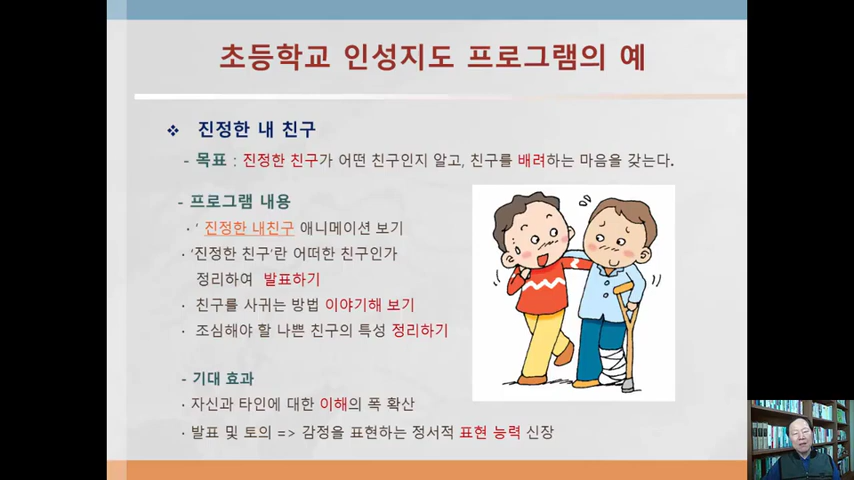 초등학교 인성지도 프로그램의 예
❖ 진정한 내 친구
- 목표 : 진정한 친구가 어떤 친구인지 알고, 친구를 배려하는 마음을 갖는다.
- 프로그램 내용
· ‘ 진정한 내친구 애니메이션 보기
· ‘진정한 친구‘란 어떠한 친구인가
정리하여 발표하기
· 친구를 사귀는 방법 이야기해 보기
· 조심해야 할 나쁜 친구의 특성 정리하기
- 기대 효과
· 자신과 타인에 대한 이해의 폭 확산
· 발표 및 토의 => 감정을 표현하는 정서적 표현 능력 신장